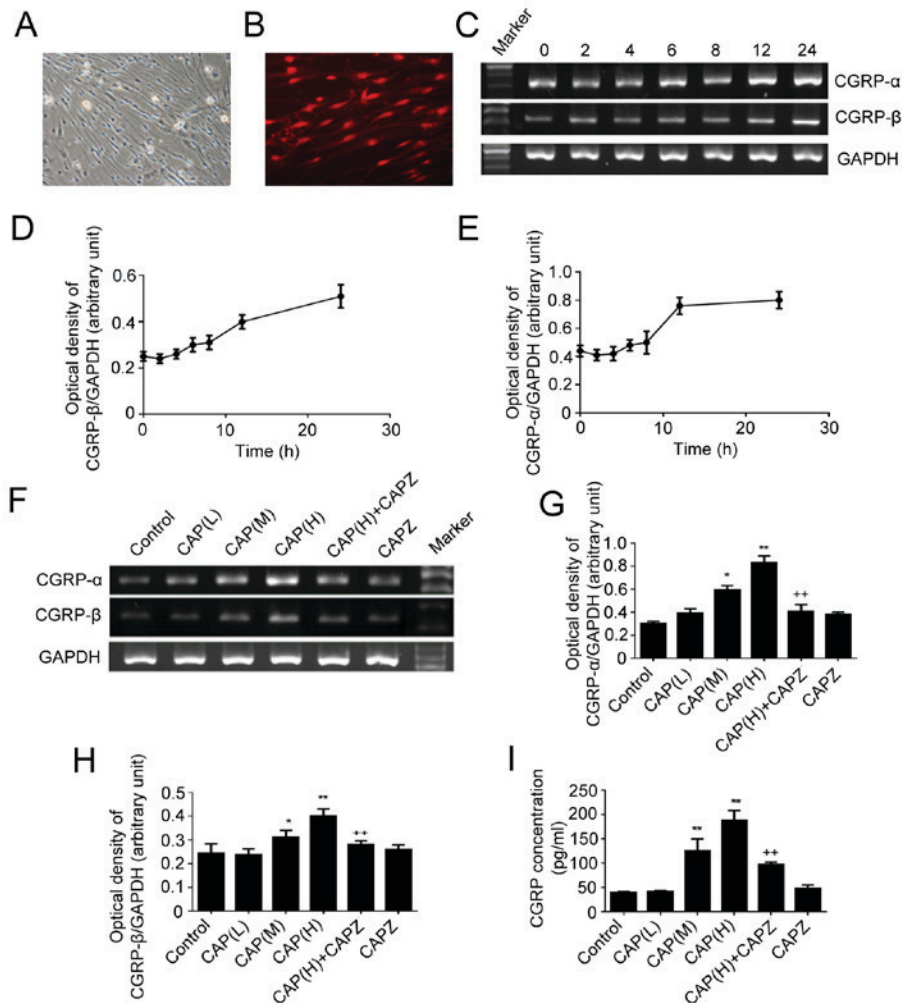 A
B
C
Marker
0 2 4 6 8 12 24
CGRP-α
CGRP-β
GAPDH
D
Optical density of
CGRP-β/GAPDH (arbitrary unit)
0.6
0.4
0.2
0
0 10 20 30
Time (h)
E
Optical density of
CGRP-α/GAPDH (arbitrary unit)
1.0
0.8
0.6
0.4
0.2
0
0 10 20 30
Time (h)
F
Control CAP(L) CAP(M) CAP(H) CAP(H)+CAPZ CAPZ Marker
CGRP-α
CGRP-β
GAPDH
G
Optical density of
CGRP-α/GAPDH (arbitrary unit)
1.0
0.8
0.6
0.4
0.2
0
* ** ++
Control CAP(L) CAP(M) CAP(H) CAP(H)+CAPZ CAPZ
H
Optical density of
CGRP-β/GAPDH (arbitrary unit)
0.5
0.4
0.3
0.3
0.1
0
* ** ++
Control CAP(L) CAP(M) CAP(H) CAP(H)+CAPZ CAPZ
I
CGRP concentration
(pg/ml)
250
200
150
100
50
0
** ** ++
Control CAP(L) CAP(M) CAP(H) CAP(H)+CAPZ CAPZ